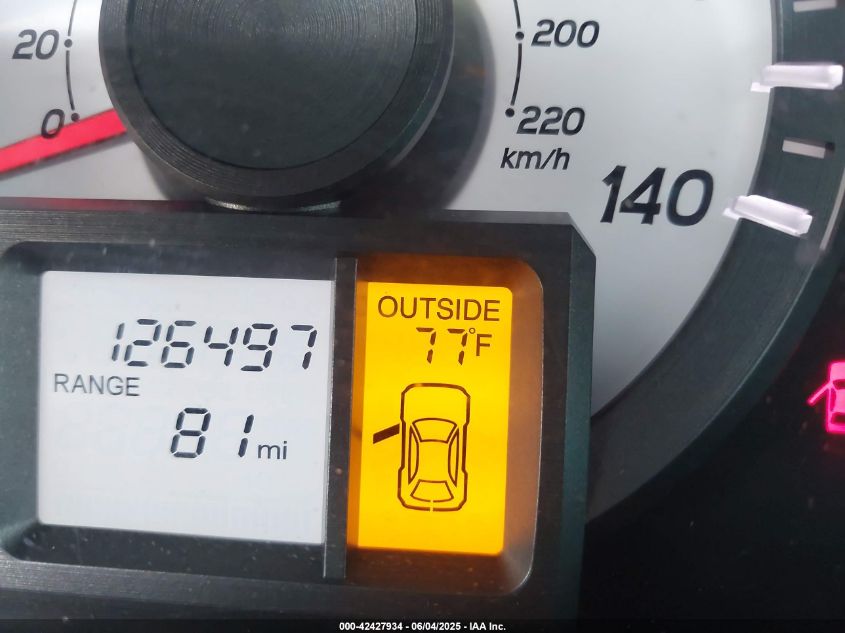 20
0
200
220
km/h
140
126497
RANGE
81 mi
OUTSIDE
77°F
000-42427934 - 06/04/2025 - IAA Inc.